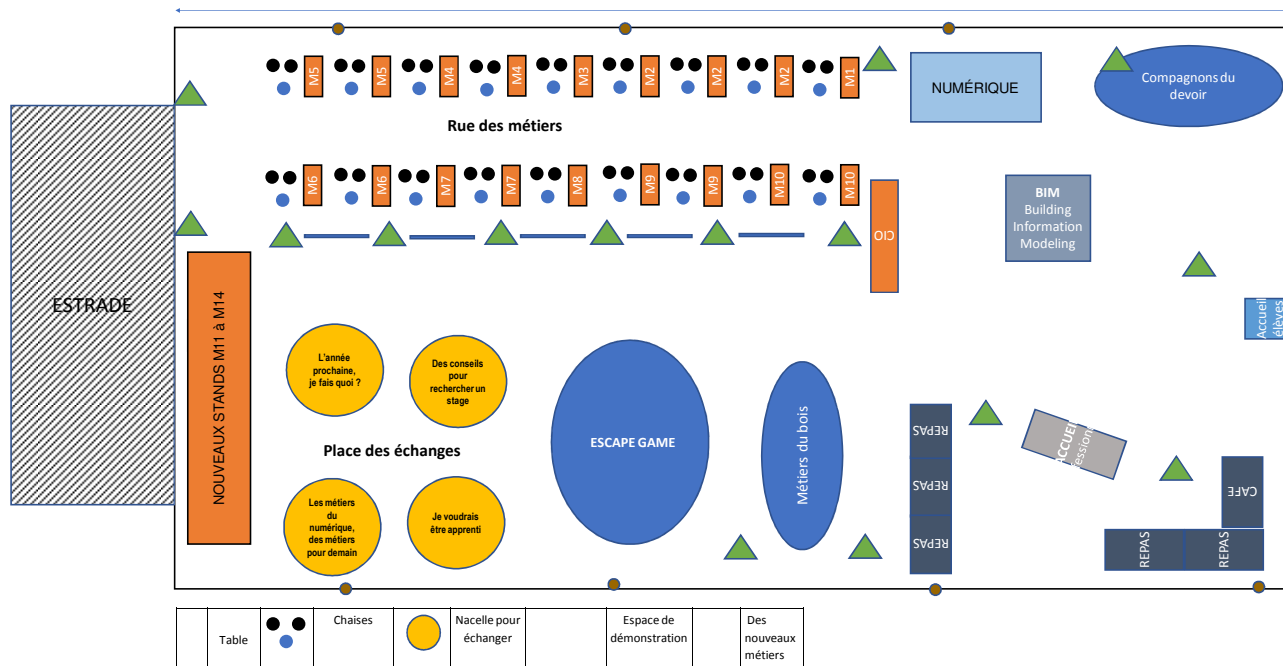 M5
M5
M4
M4
M3
M2
M2
M2
M1
NUMÉRIQUE
Compagnons du
devoir
Rue des métiers
M6
M6
M7
M7
M8
M9
M9
M10
M10
CIO
BIM
Building
Information
Modeling
ESTRADE
NOUVEAUX STANDS M11 à M14
Accueil
élèves
L'année
prochaine,
je fais quoi ?
Des conseils
pour
rechercher un
stage
Place des échanges
ESCAPE GAME
Métiers du bois
REPAS
REPAS
REPAS
ACCUEIL
CAFE
REPAS
REPAS
Les métiers
du
numérique,
des métiers
pour demain
Je voudrais
être apprenti
Table
Chaises
Nacelle pour
échanger
Espace de
démonstration
Des
nouveaux
métiers